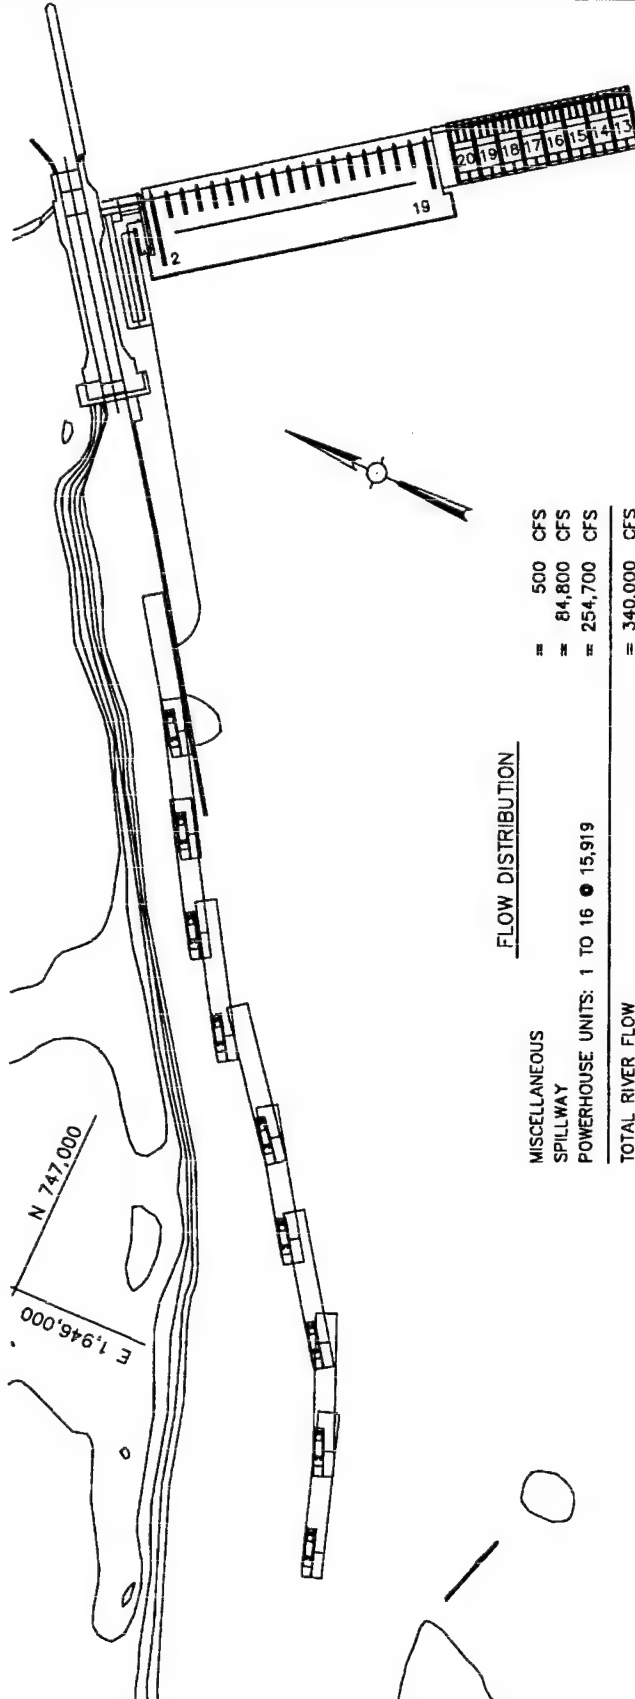 20 19 18 17 16 15 14 13
2
19
N 747,000
E 1,946,000
FLOW DISTRIBUTION
MISCELLANEOUS = 500 CFS
SPILLWAY = 84,800 CFS
POWERHOUSE UNITS: 1 TO 16 @ 15,919 = 254,700 CFS
TOTAL RIVER FLOW = 340,000 CFS